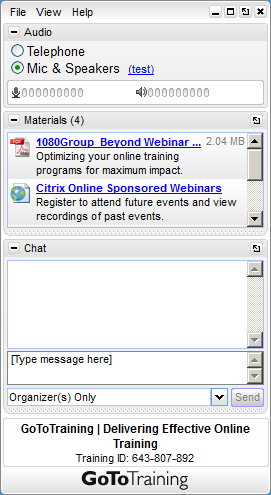 File View Help
Audio
Telephone
Mic & Speakers (test)
Materials (4)
1080Group_Beyond Webinar ... 2.04 MB
Optimizing your online training
programs for maximum impact.
Citrix Online Sponsored Webinars
Register to attend future events and view
recordings of past events.
Chat
[Type message here]
Organizer(s) Only Send
GoToTraining | Delivering Effective Online
Training
Training ID: 643-807-892
GoToTraining